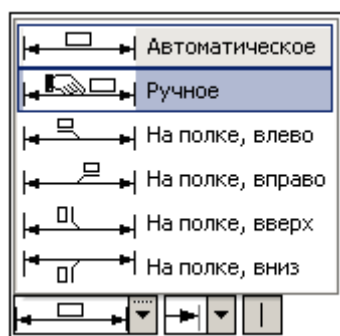 Автоматическое
Ручное
На полке, влево
На полке, вправо
На полке, вверх
На полке, вниз